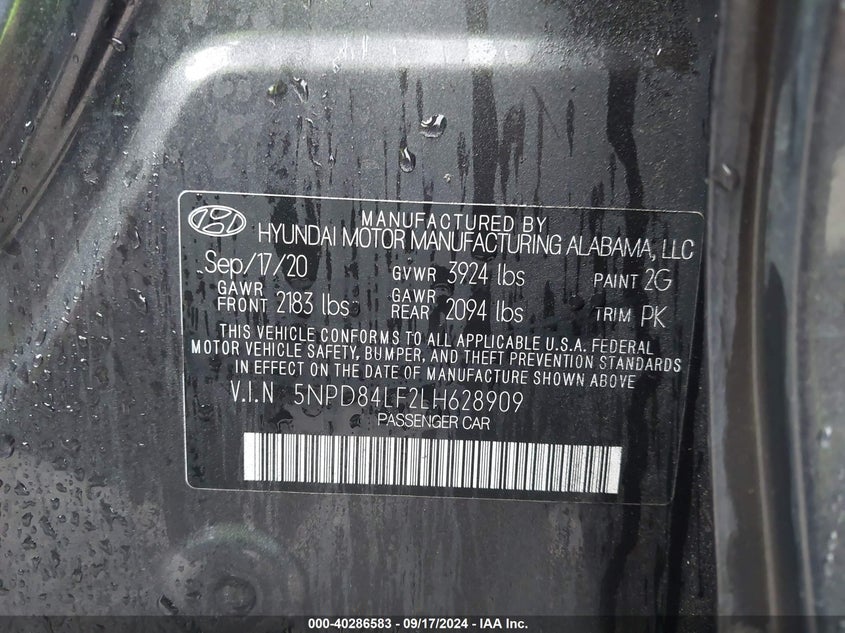 MANUFACTURED BY
HYUNDAI MOTOR MANUFACTURING ALABAMA, LLC
Sep/17/20 GVWR 3924 lbs PAINT 2G
GAWR FRONT 2183 lbs GAWR REAR 2094 lbs TRIM PK
THIS VEHICLE CONFORMS TO ALL APPLICABLE U.S.A. FEDERAL
MOTOR VEHICLE SAFETY, BUMPER, AND THEFT PREVENTION STANDARDS
IN EFFECT ON THE DATE OF MANUFACTURE SHOWN ABOVE
V.I.N 5NPD84LF2LH628909
PASSENGER CAR
000-40286583 - 09/17/2024 - IAA Inc.